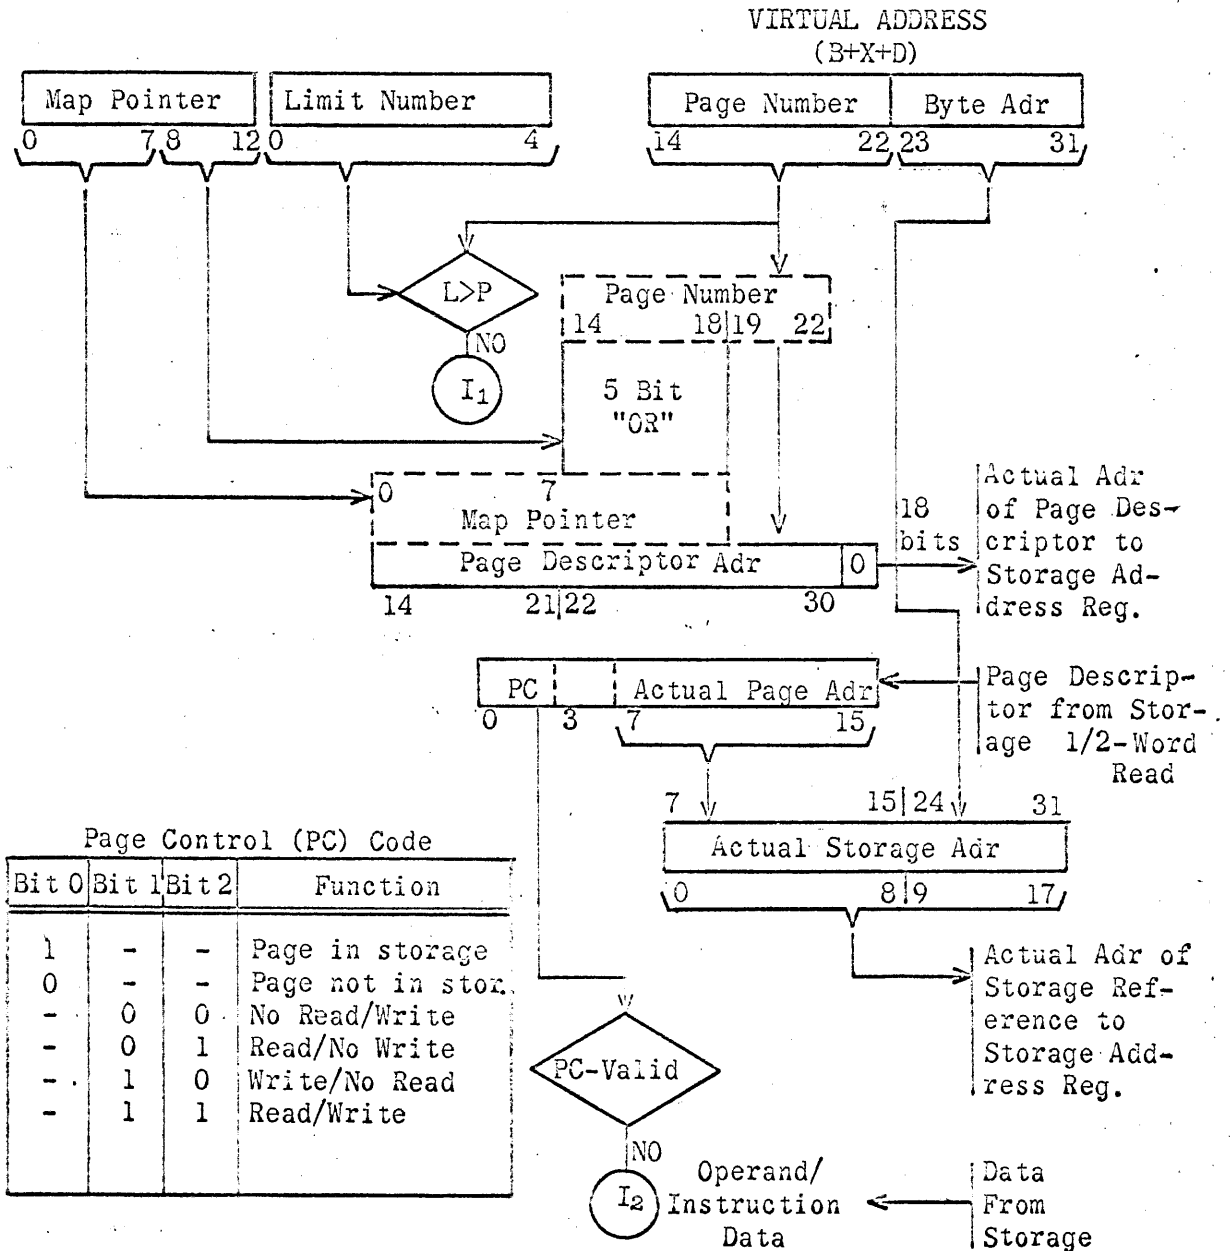 VIRTUAL ADDRESS
(B+X+D)
Map Pointer Limit Number Page Number Byte Adr
0 7 8 12 0 4 14 22 23 31
L>P
NO
I1
Page Number
14 18 19 22
5 Bit
"OR"
0 7
Map Pointer
Page Descriptor Adr 0
14 21 22 30
18
bits
Actual Adr
of Page Des-
criptor to
Storage Ad-
dress Reg.
PC Actual Page Adr
0 3 7 15
Page Descrip-
tor from Stor-
age 1/2-Word
Read
7 15 24 31
Actual Storage Adr
0 8 9 17
Actual Adr of
Storage Ref-
erence to
Storage Add-
ress Reg.
Page Control (PC) Code
Bit 0 Bit 1 Bit 2 Function
1 - - Page in storage
0 - - Page not in stor.
- 0 0 No Read/Write
- 0 1 Read/No Write
- 1 0 Write/No Read
- 1 1 Read/Write
PC-Valid
NO
I2
Operand/
Instruction
Data
Data
From
Storage